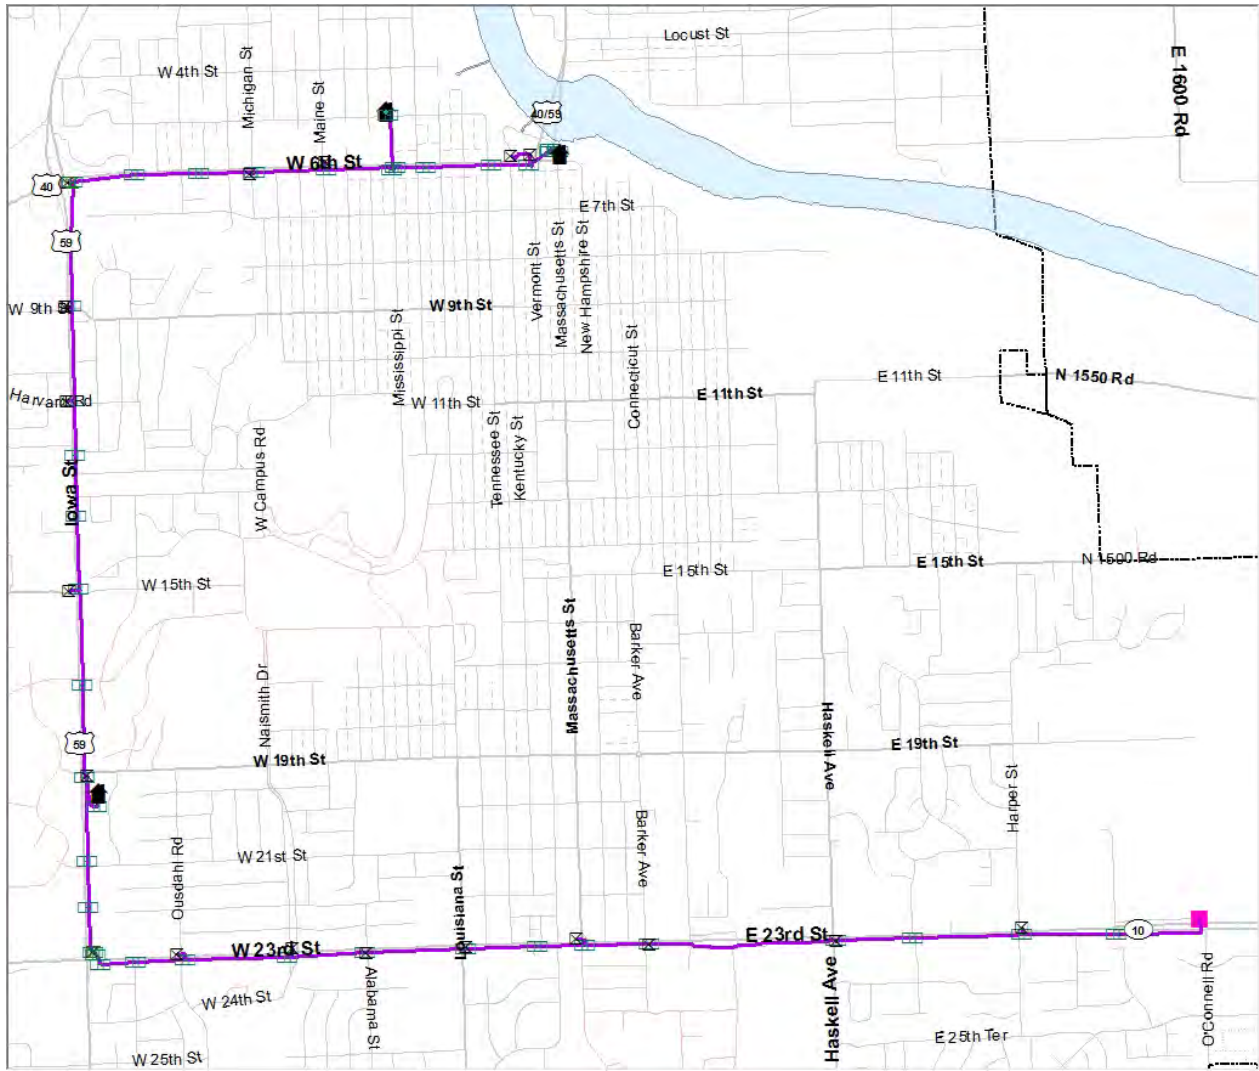 Locust St
W 4th St
Michigan St
Maine St
E 1600 Rd
40/59
W 6th St
40
59
E 7th St
Vermont St
Massachusetts St
New Hampshire St
W 9th St
W 9th St
Mississippi St
Connecticut St
E 11th St
N 1550 Rd
Harvard Rd
W 11th St
E 11th St
Tennessee St
Kentucky St
W Campus Rd
Iowa St
W 15th St
E 15th St
E 15th St
N 1500 Rd
Massachusetts St
Barker Ave
Naismith Dr
Haskell Ave
59
W 19th St
E 19th St
Harper St
Barker Ave
W 21st St
Ousdahl Rd
Louisiana St
W 23rd St
E 23rd St
10
O'Connell Rd
Alabama St
W 24th St
Haskell Ave
E 25th Ter
W 25th St